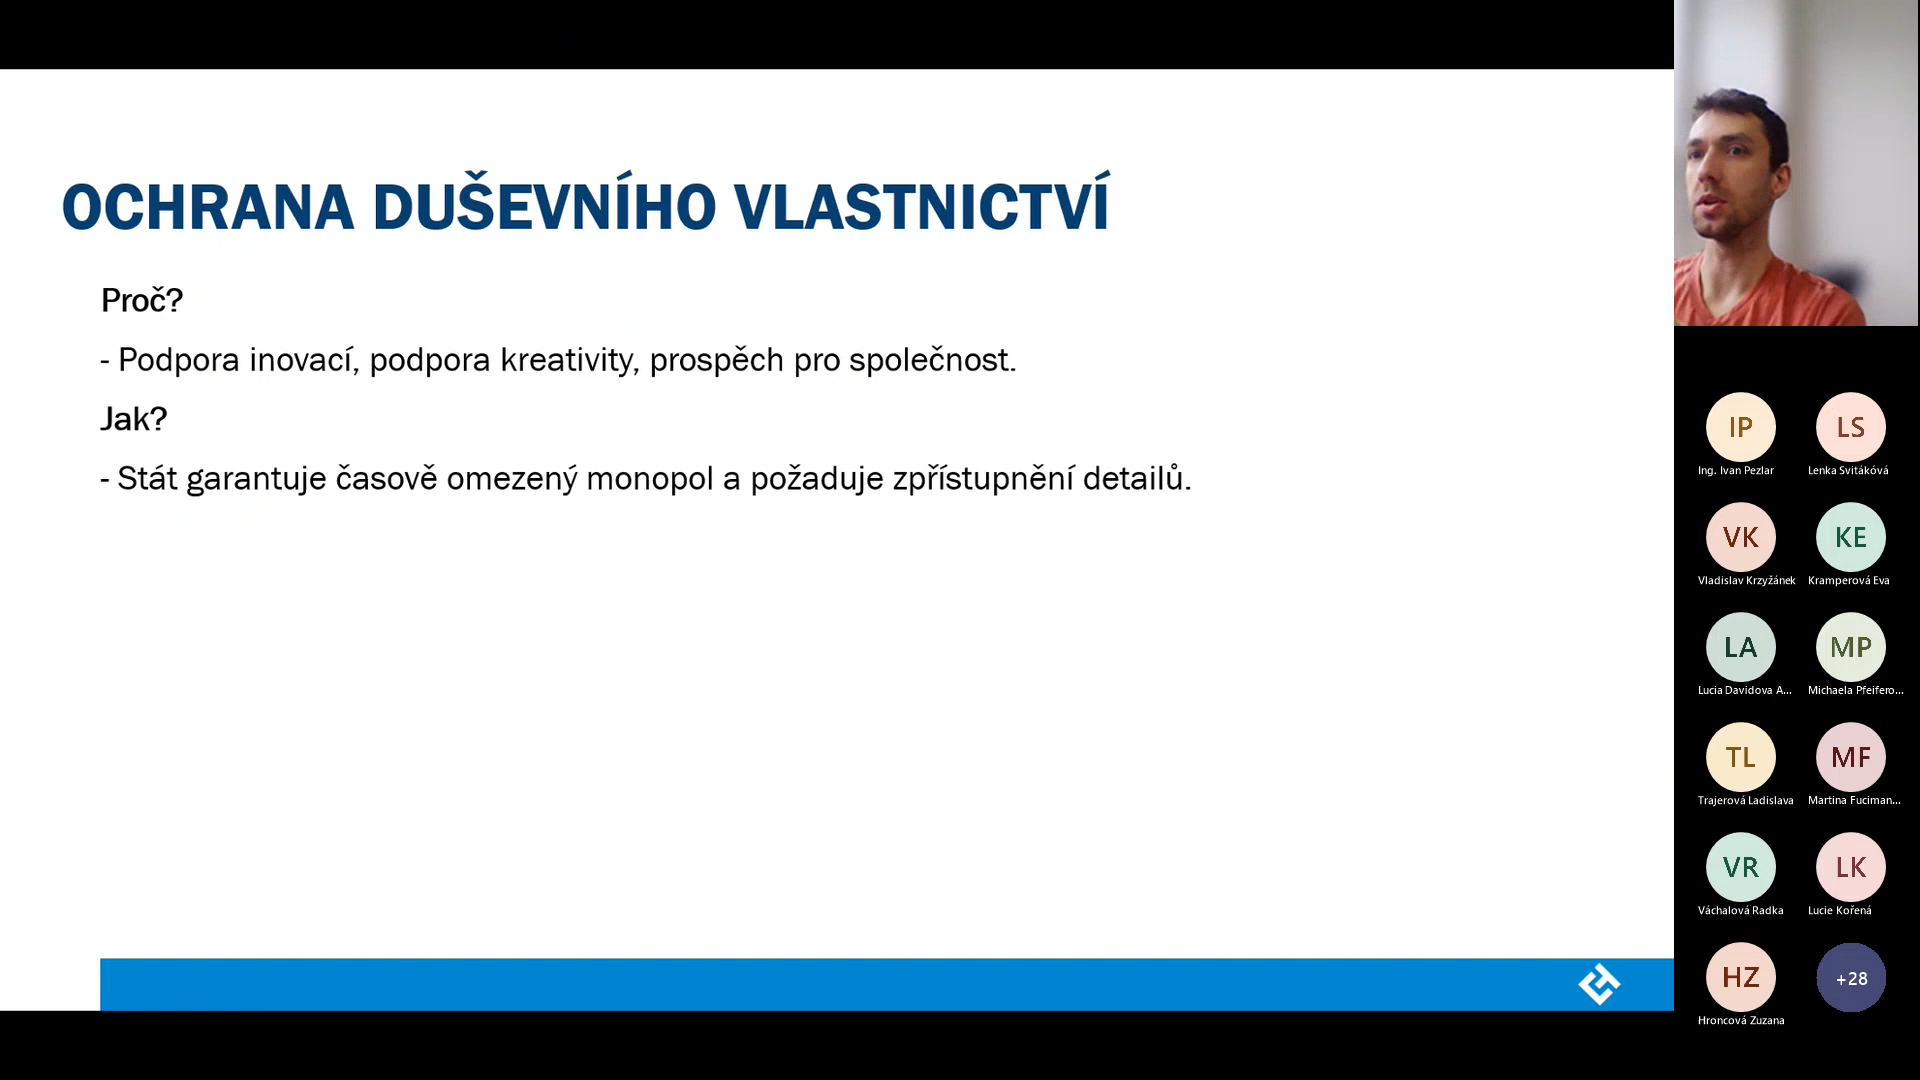 OCHRANA DUŠEVNÍHO VLASTNICTVÍ
Proč?
- Podpora inovací, podpora kreativity, prospěch pro společnost.
Jak?
- Stát garantuje časově omezený monopol a požaduje zpřístupnění detailů.
IP
Ing. Ivan Pezlar
LS
Lenka Svitáková
VK
Vladislav Krzyžánek
KE
Kramperová Eva
LA
Lucia Davidova A...
MP
Michaela Pfeifero...
TL
Trajerová Ladislava
MF
Martina Fuciman...
VR
Váchalová Radka
LK
Lucie Kořená
HZ
Hroncová Zuzana
+28